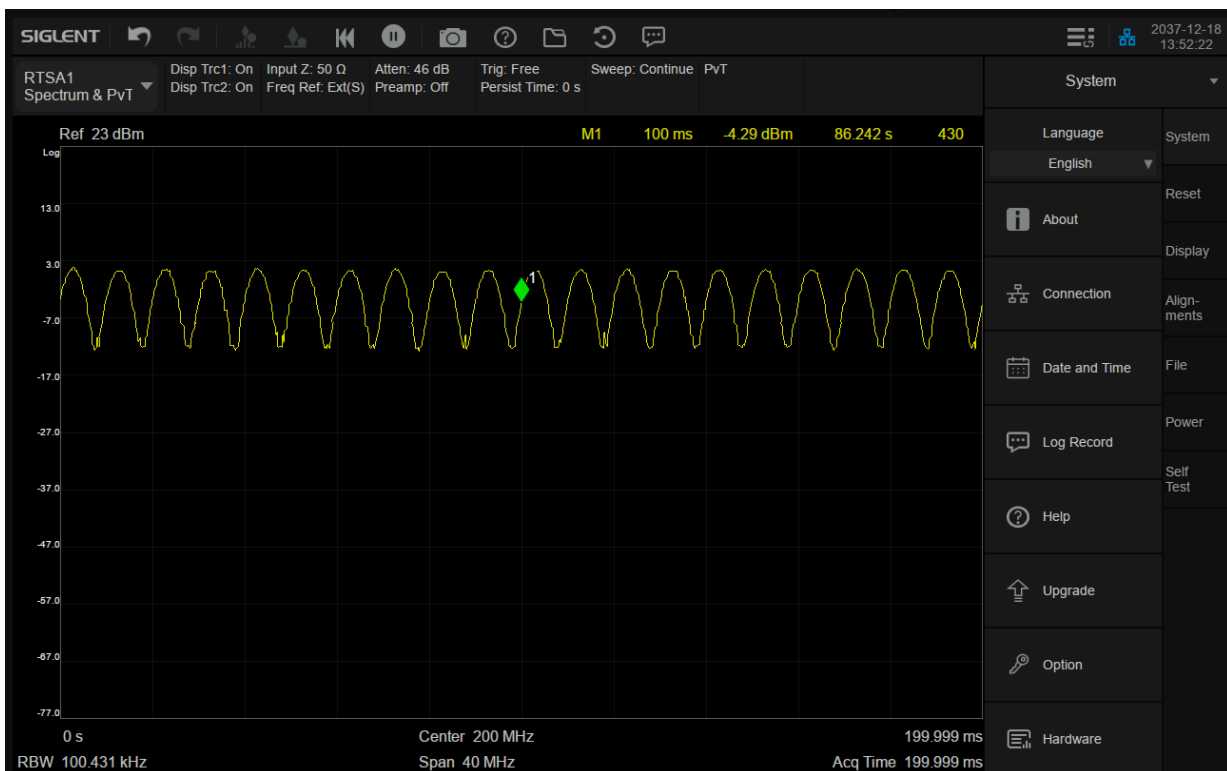 SIGLENT
2037-12-18
13:52:22
RTSA1
Spectrum & PvT
Disp Trc1: On
Disp Trc2: On
Input Z: 50 Ω
Freq Ref: Ext(S)
Atten: 46 dB
Preamp: Off
Trig: Free
Persist Time: 0 s
Sweep: Continue
PvT
Ref 23 dBm
M1 100 ms -4.29 dBm 86.242 s 430
Log
13.0
3.0
-7.0
-17.0
-27.0
-37.0
-47.0
-57.0
-67.0
-77.0
1
0 s
Center 200 MHz
199.999 ms
RBW 100.431 kHz
Span 40 MHz
Acq Time 199.999 ms
System
Language
English
About
Connection
Date and Time
Log Record
Help
Upgrade
Option
Hardware
System
Reset
Display
Align-
ments
File
Power
Self
Test